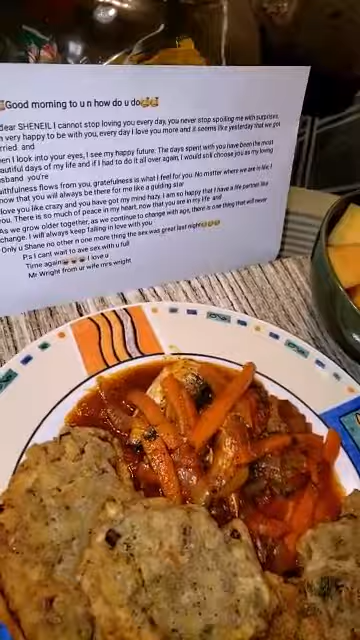 Good morning to u n how do u do🥰🥰
dear SHENEIL I cannot stop loving you every day, you never stop spoiling me with surprises.
very happy to be with you, every day I love you more and it seems like yesterday that we got
rried. and
en I look into your eyes, I see my happy future. The days spent with you have been the most
autiful days of my life and if I had to do it all over again, I would still choose you as my loving
usband. you're
aithfulness flows from you, gratefulness is what I feel for you. No matter where we are in life, I
now that you will always be there for me like a guiding star
love you like crazy and you have got my mind hazy, I am so happy that I have a life partner like
ou. There is so much of peace in my heart, now that you are in my life and
As we grow older together, as we continue to change with age, there is one thing that will never
change. I will always keep falling in love with you
Only u Shane no other n one more thing the sex was great last night
P.s I cant wait to ave sex with u full
Time again I love u
Mr Wright from ur wife mrs wright